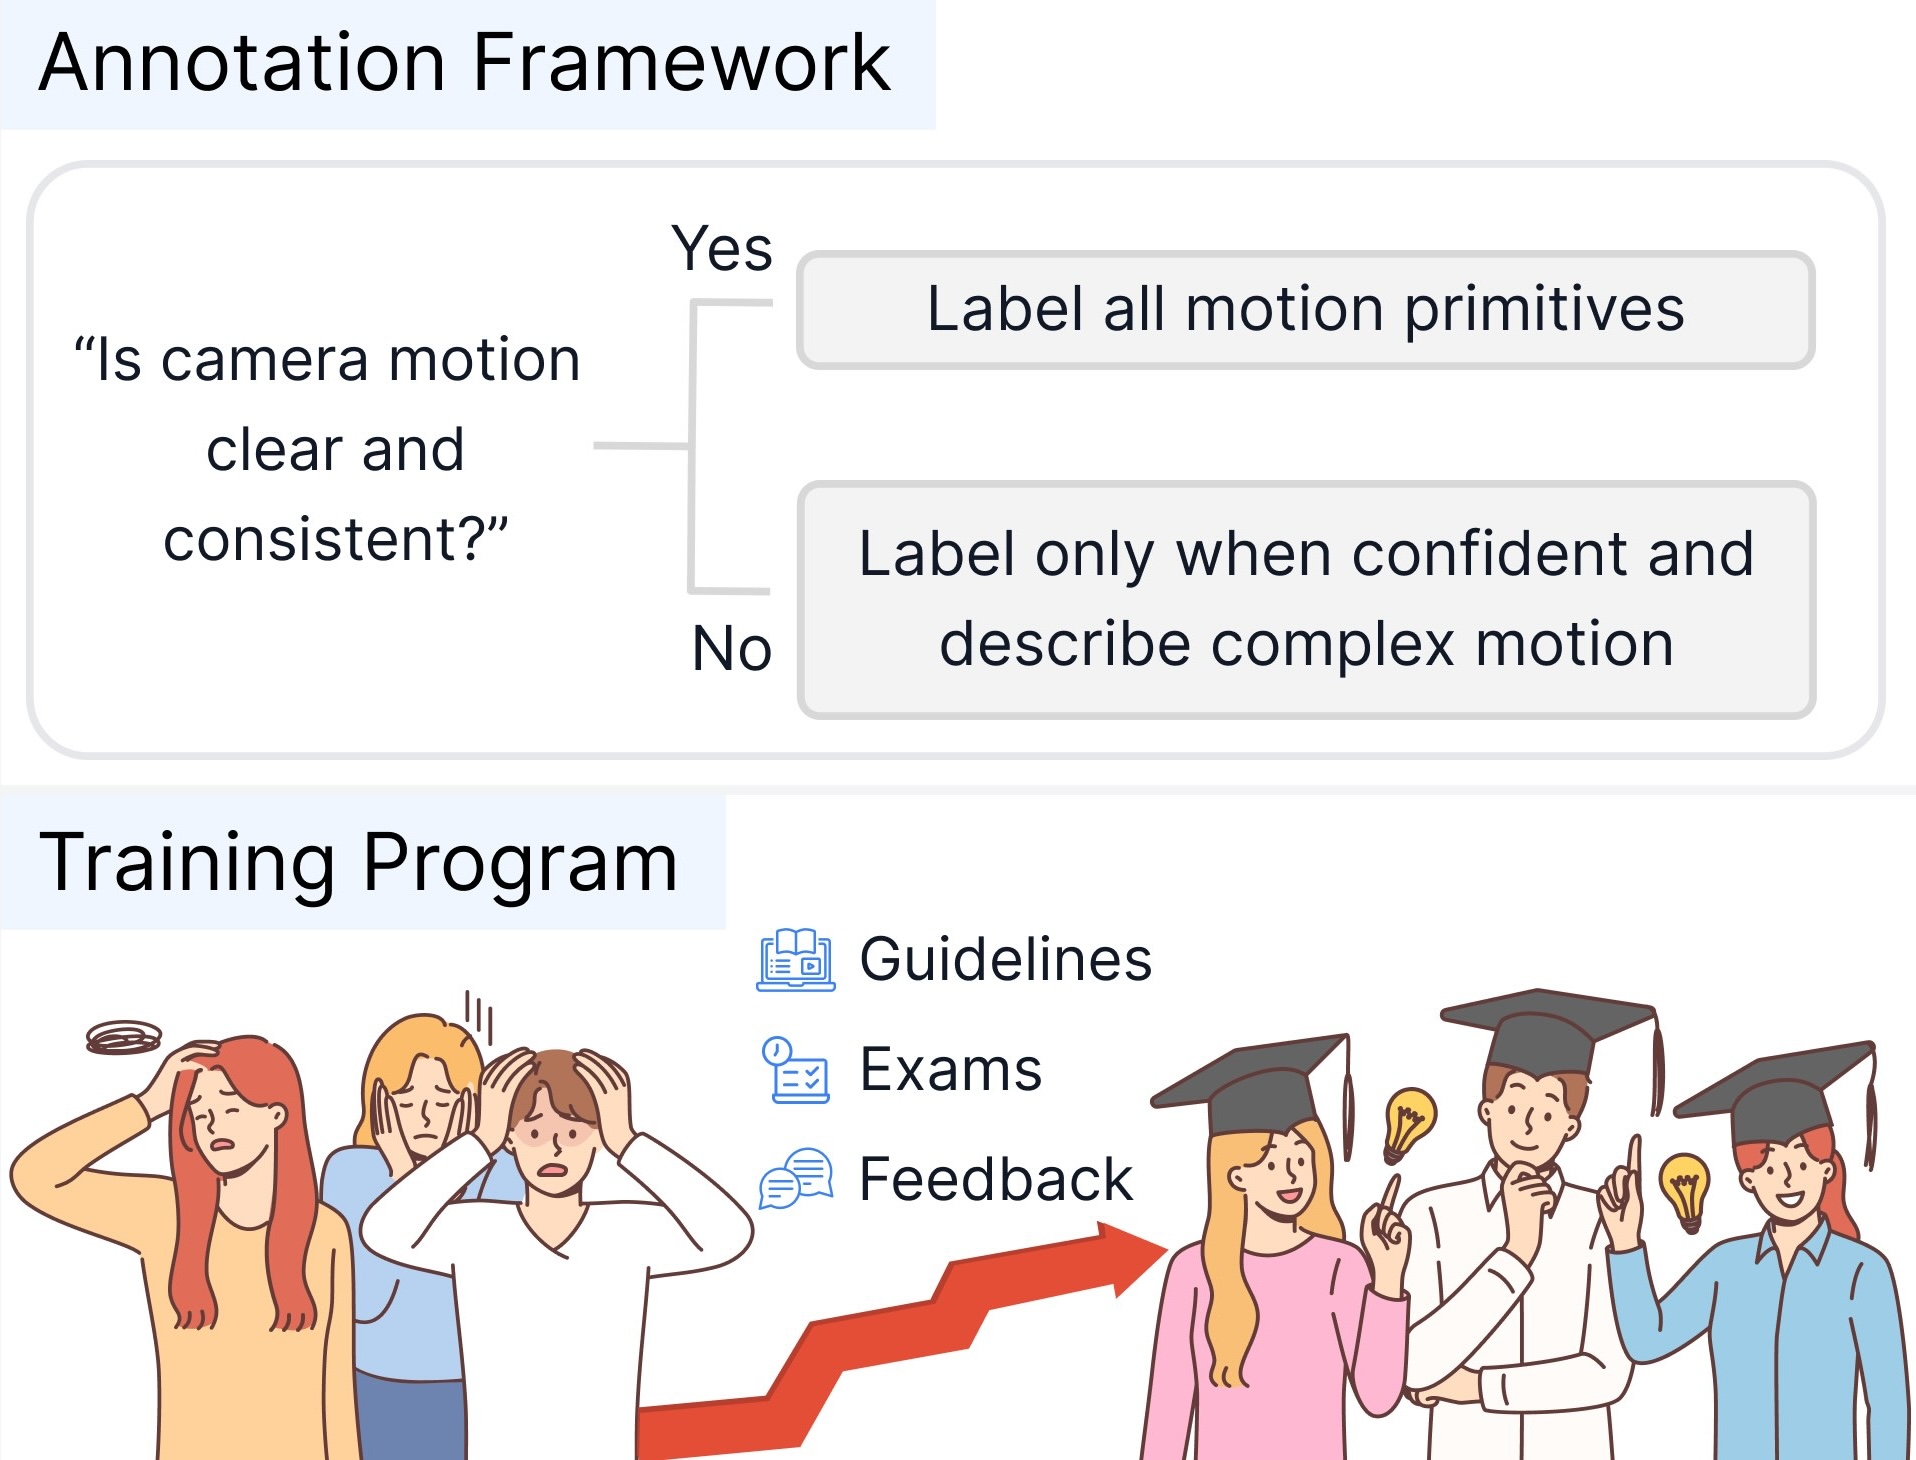 Annotation Framework
“Is camera motion
clear and
consistent?”
Yes
Label all motion primitives
No
Label only when confident and
describe complex motion
Training Program
Guidelines
Exams
Feedback